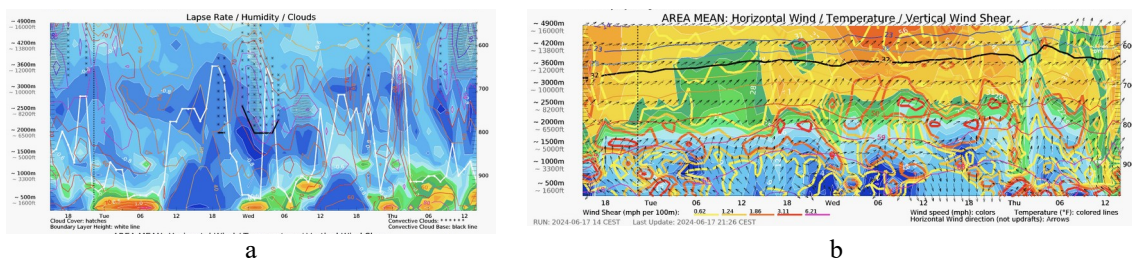 Lapse Rate / Humidity / Clouds
~ 4900m
~ 16000ft
4200m
~ 13800ft
3600m
~ 12000ft
3000m
~ 10000ft
~ 2500m
~ 8200ft
2000m
~ 6500ft
~ 1500m
~ 5000ft
~ 1000m
~ 3300ft
~ 500m
~ 1600ft
600
700
800
900
18 Tue 06 12 18 Wed 06 12 18 Thu 06 12
Cloud Cover: hatches
Boundary Layer Height: white line
Convective Clouds: * * * * * *
Convective Cloud Base: black line
a
AREA MEAN: Horizontal Wind / Temperature / Vertical Wind Shear
~ 4900m
~ 16000ft
4200m
~ 13800ft
3600m
~ 12000ft
3000m
~ 10000ft
~ 2500m
~ 8200ft
~ 2000m
~ 6500ft
~ 1500m
~ 5000ft
~ 1000m
~ 3300ft
~ 500m
~ 1600ft
60
70
80
90
32
32
28
18 Tue 06 12 18 Wed 06 12 18 Thu 06 12
Wind Shear (mph per 100m): 0.62 1.24 1.86 3.11 6.21
Wind speed (mph): colors Temperature (°F): colored lines
Horizontal Wind direction (not updrafts): Arrows
RUN: 2024-06-17 14 CEST Last Update: 2024-06-17 21:26 CEST
b